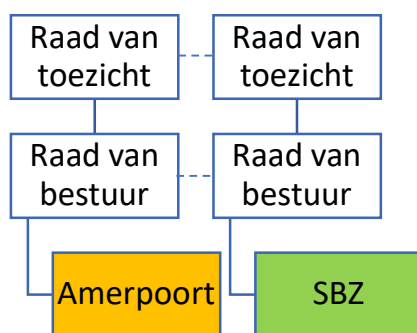 Raad van
toezicht
Raad van
toezicht
Raad van
bestuur
Raad van
bestuur
Amerpoort
SBZ